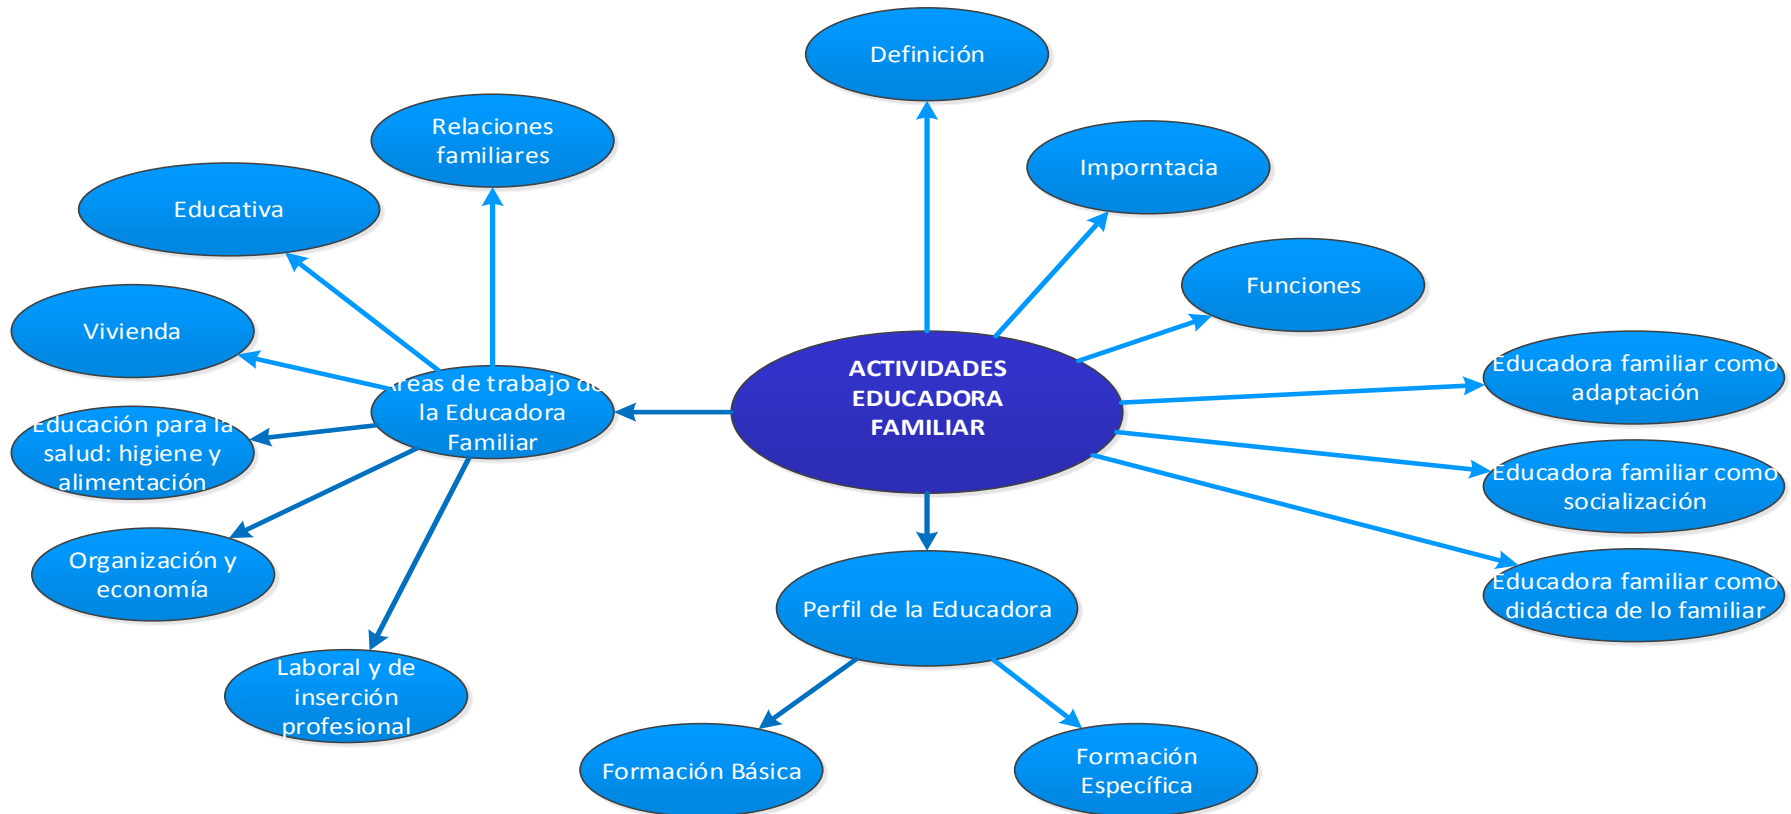 Definición
Relaciones
familiares
Imporntacia
Educativa
Funciones
Vivienda
ACTIVIDADES
EDUCADORA
FAMILIAR
Educadora familiar como
adaptación
Áreas de trabajo de
la Educadora
Familiar
Educación para la
salud: higiene y
alimentación
Educadora familiar como
socialización
Organización y
economía
Educadora familiar como
didáctica de lo familiar
Perfil de la Educadora
Laboral y de
inserción
profesional
Formación Básica
Formación
Específica